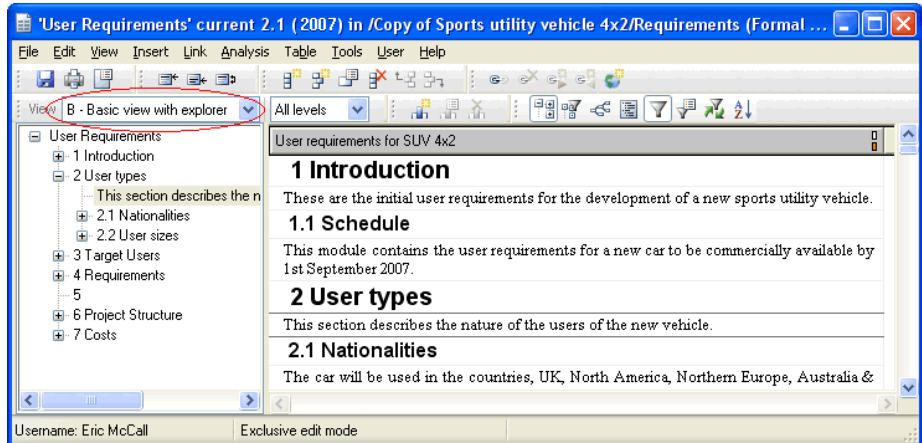 'User Requirements' current 2.1 (2007) in /Copy of Sports utility vehicle 4x2/Requirements (Formal ...
File Edit View Insert Link Analysis Table Tools User Help
View B - Basic view with explorer All levels
User Requirements
1 Introduction
2 User types
This section describes the n
2.1 Nationalities
2.2 User sizes
3 Target Users
4 Requirements
5
6 Project Structure
7 Costs
User requirements for SUV 4x2
1 Introduction
These are the initial user requirements for the development of a new sports utility vehicle.
1.1 Schedule
This module contains the user requirements for a new car to be commercially available by
1st September 2007.
2 User types
This section describes the nature of the users of the new vehicle.
2.1 Nationalities
The car will be used in the countries, UK, North America, Northern Europe, Australia &
Username: Eric McCall Exclusive edit mode